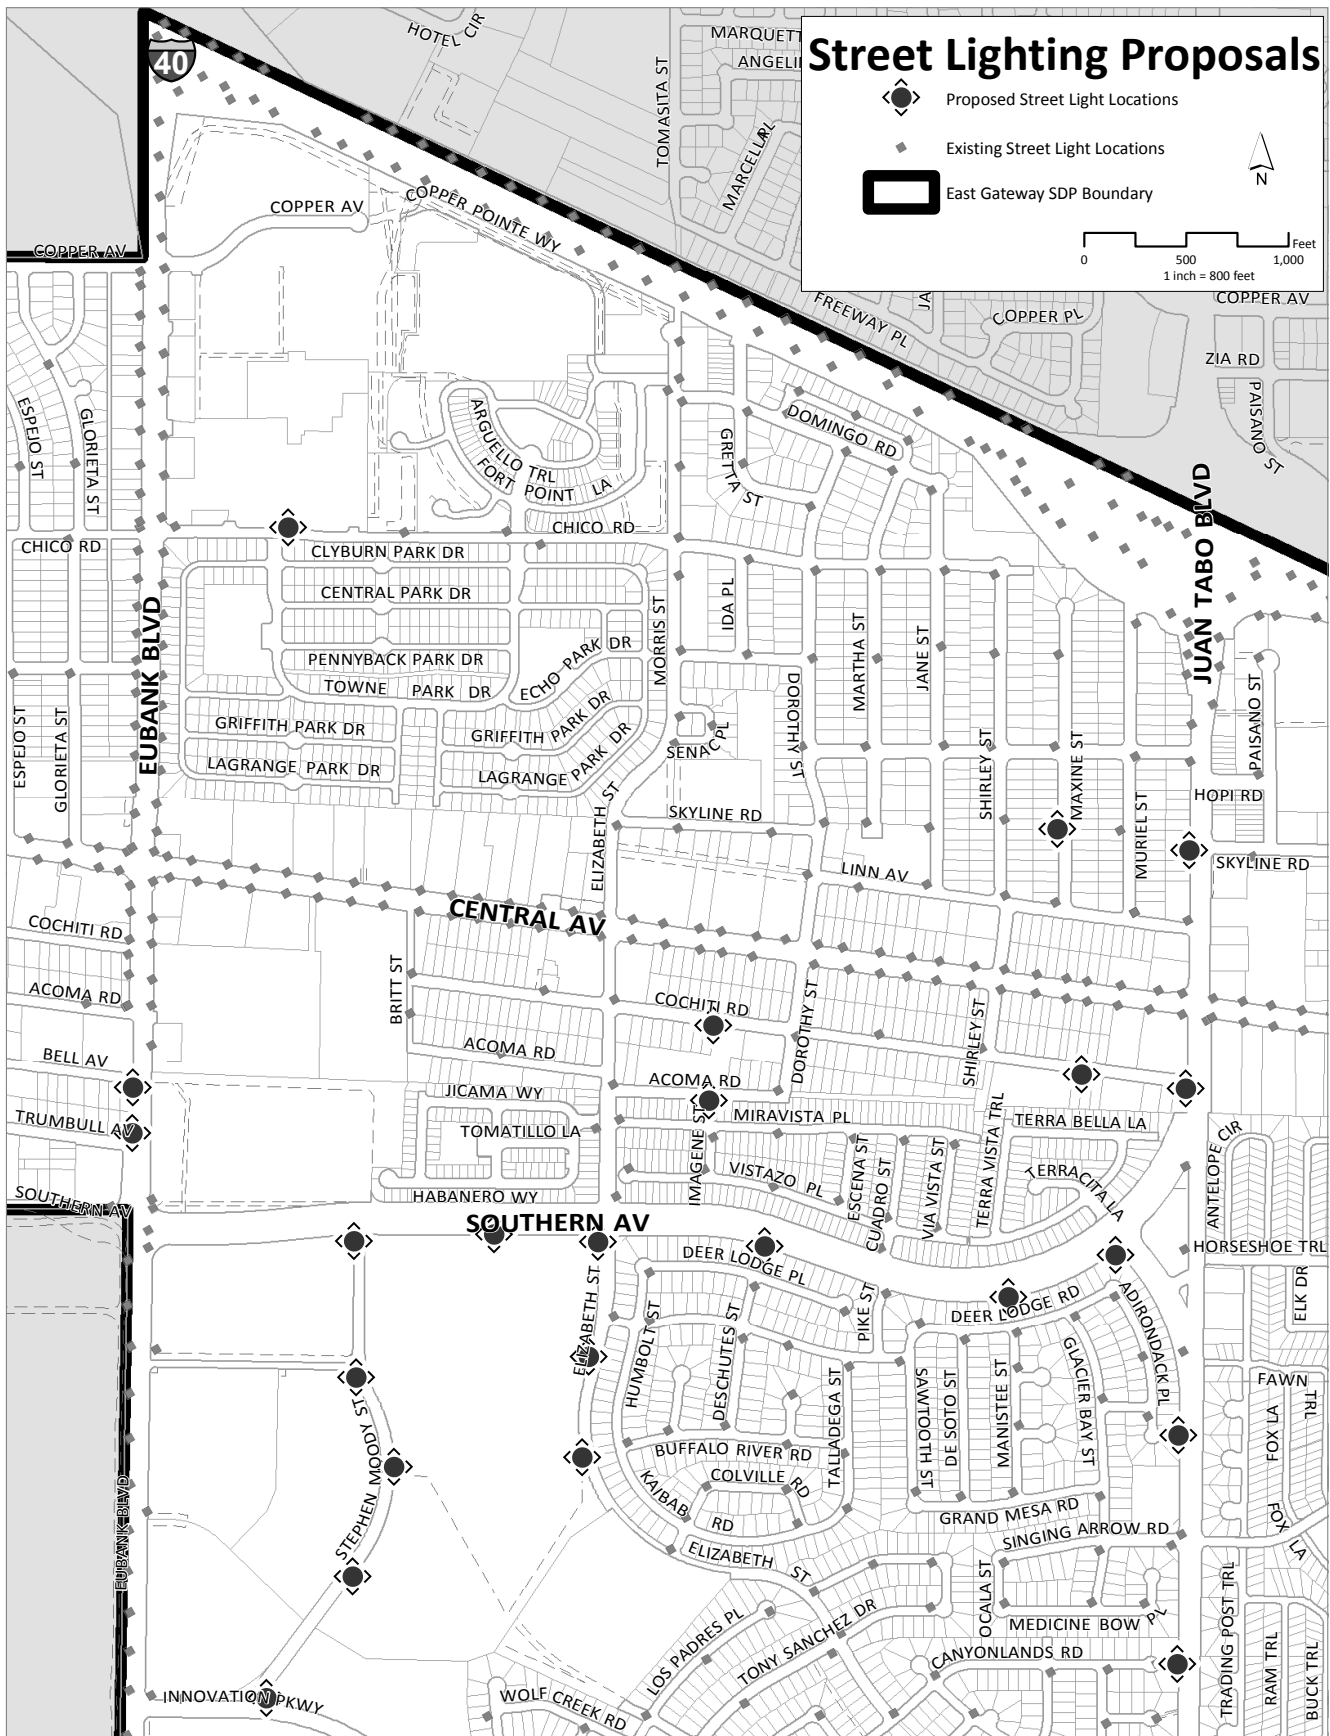 Street Lighting Proposals
Proposed Street Light Locations
Existing Street Light Locations
East Gateway SDP Boundary
N
Feet
0 500 1,000
1 inch = 800 feet
40
HOTEL CIR
TOMASITA ST
MARCELLA PL
COPPER AV
COPPER AV
COPPER POINTE WY
FREEWAY PL
COPPER PL
COPPER AV
ZIA RD
PAISANO ST
ESPEJO ST
GLORIETA ST
ARGUELLO TRL
FORT POINT LA
GRETTA ST
DOMINGO RD
JUAN TABO BLVD
CHICO RD
CHICO RD
CLYBURN PARK DR
CENTRAL PARK DR
PENNYBACK PARK DR
TOWNE PARK DR
ECHO PARK DR
GRIFFITH PARK DR
GRIFFITH PARK DR
LAGRANGE PARK DR
LAGRANGE PARK DR
EUBANK BLVD
ESPEJO ST
GLORIETA ST
MORRIS ST
IDA PL
SENAC PL
DOROTHY ST
MARTHA ST
JANE ST
SHIRLEY ST
MAXINE ST
MURIEL ST
PAISANO ST
HOPI RD
SKYLINE RD
SKYLINE RD
ELIZABETH ST
LINN AV
CENTRAL AV
COCHITI RD
ACOMA RD
BELL AV
TRUMBULL AV
SOUTHERN AV
BRITT ST
COCHITI RD
ACOMA RD
ACOMA RD
JICAMA WY
TOMATILLO LA
HABANERO WY
DOROTHY ST
SHIRLEY ST
MIRAVISTA PL
IMAGENE ST
VISTAZO PL
ESCENA ST
CUADRO ST
VIA VISTA ST
TERRA VISTA TRL
TERRA BELLA LA
TERRACITA LA
ANTELOPE CIR
HORSESHOE TRL
ELK DR
SOUTHERN AV
DEER LODGE PL
DEER LODGE RD
PIKE ST
ELIZABETH ST
HUMBOLT ST
DESCHUTES ST
TALLADEGA ST
SAWTOOTH ST
DE SOTO ST
MANISTEE ST
GLACIER BAY ST
ADIRONDACK PL
FAWN TRL
FOX LA
FOX LA
BUFFALO RIVER RD
COLVILLE RD
KAIBAB RD
ELIZABETH ST
GRAND MESA RD
SINGING ARROW RD
STEPHEN MOODY ST
EUBANK BLVD
OCALA ST
MEDICINE BOW PL
CANYONLANDS RD
TRADING POST TRL
RAM TRL
BUCK TRL
LOS PADRES PL
TONY SANCHEZ DR
WOLF CREEK RD
INNOVATION PKWY